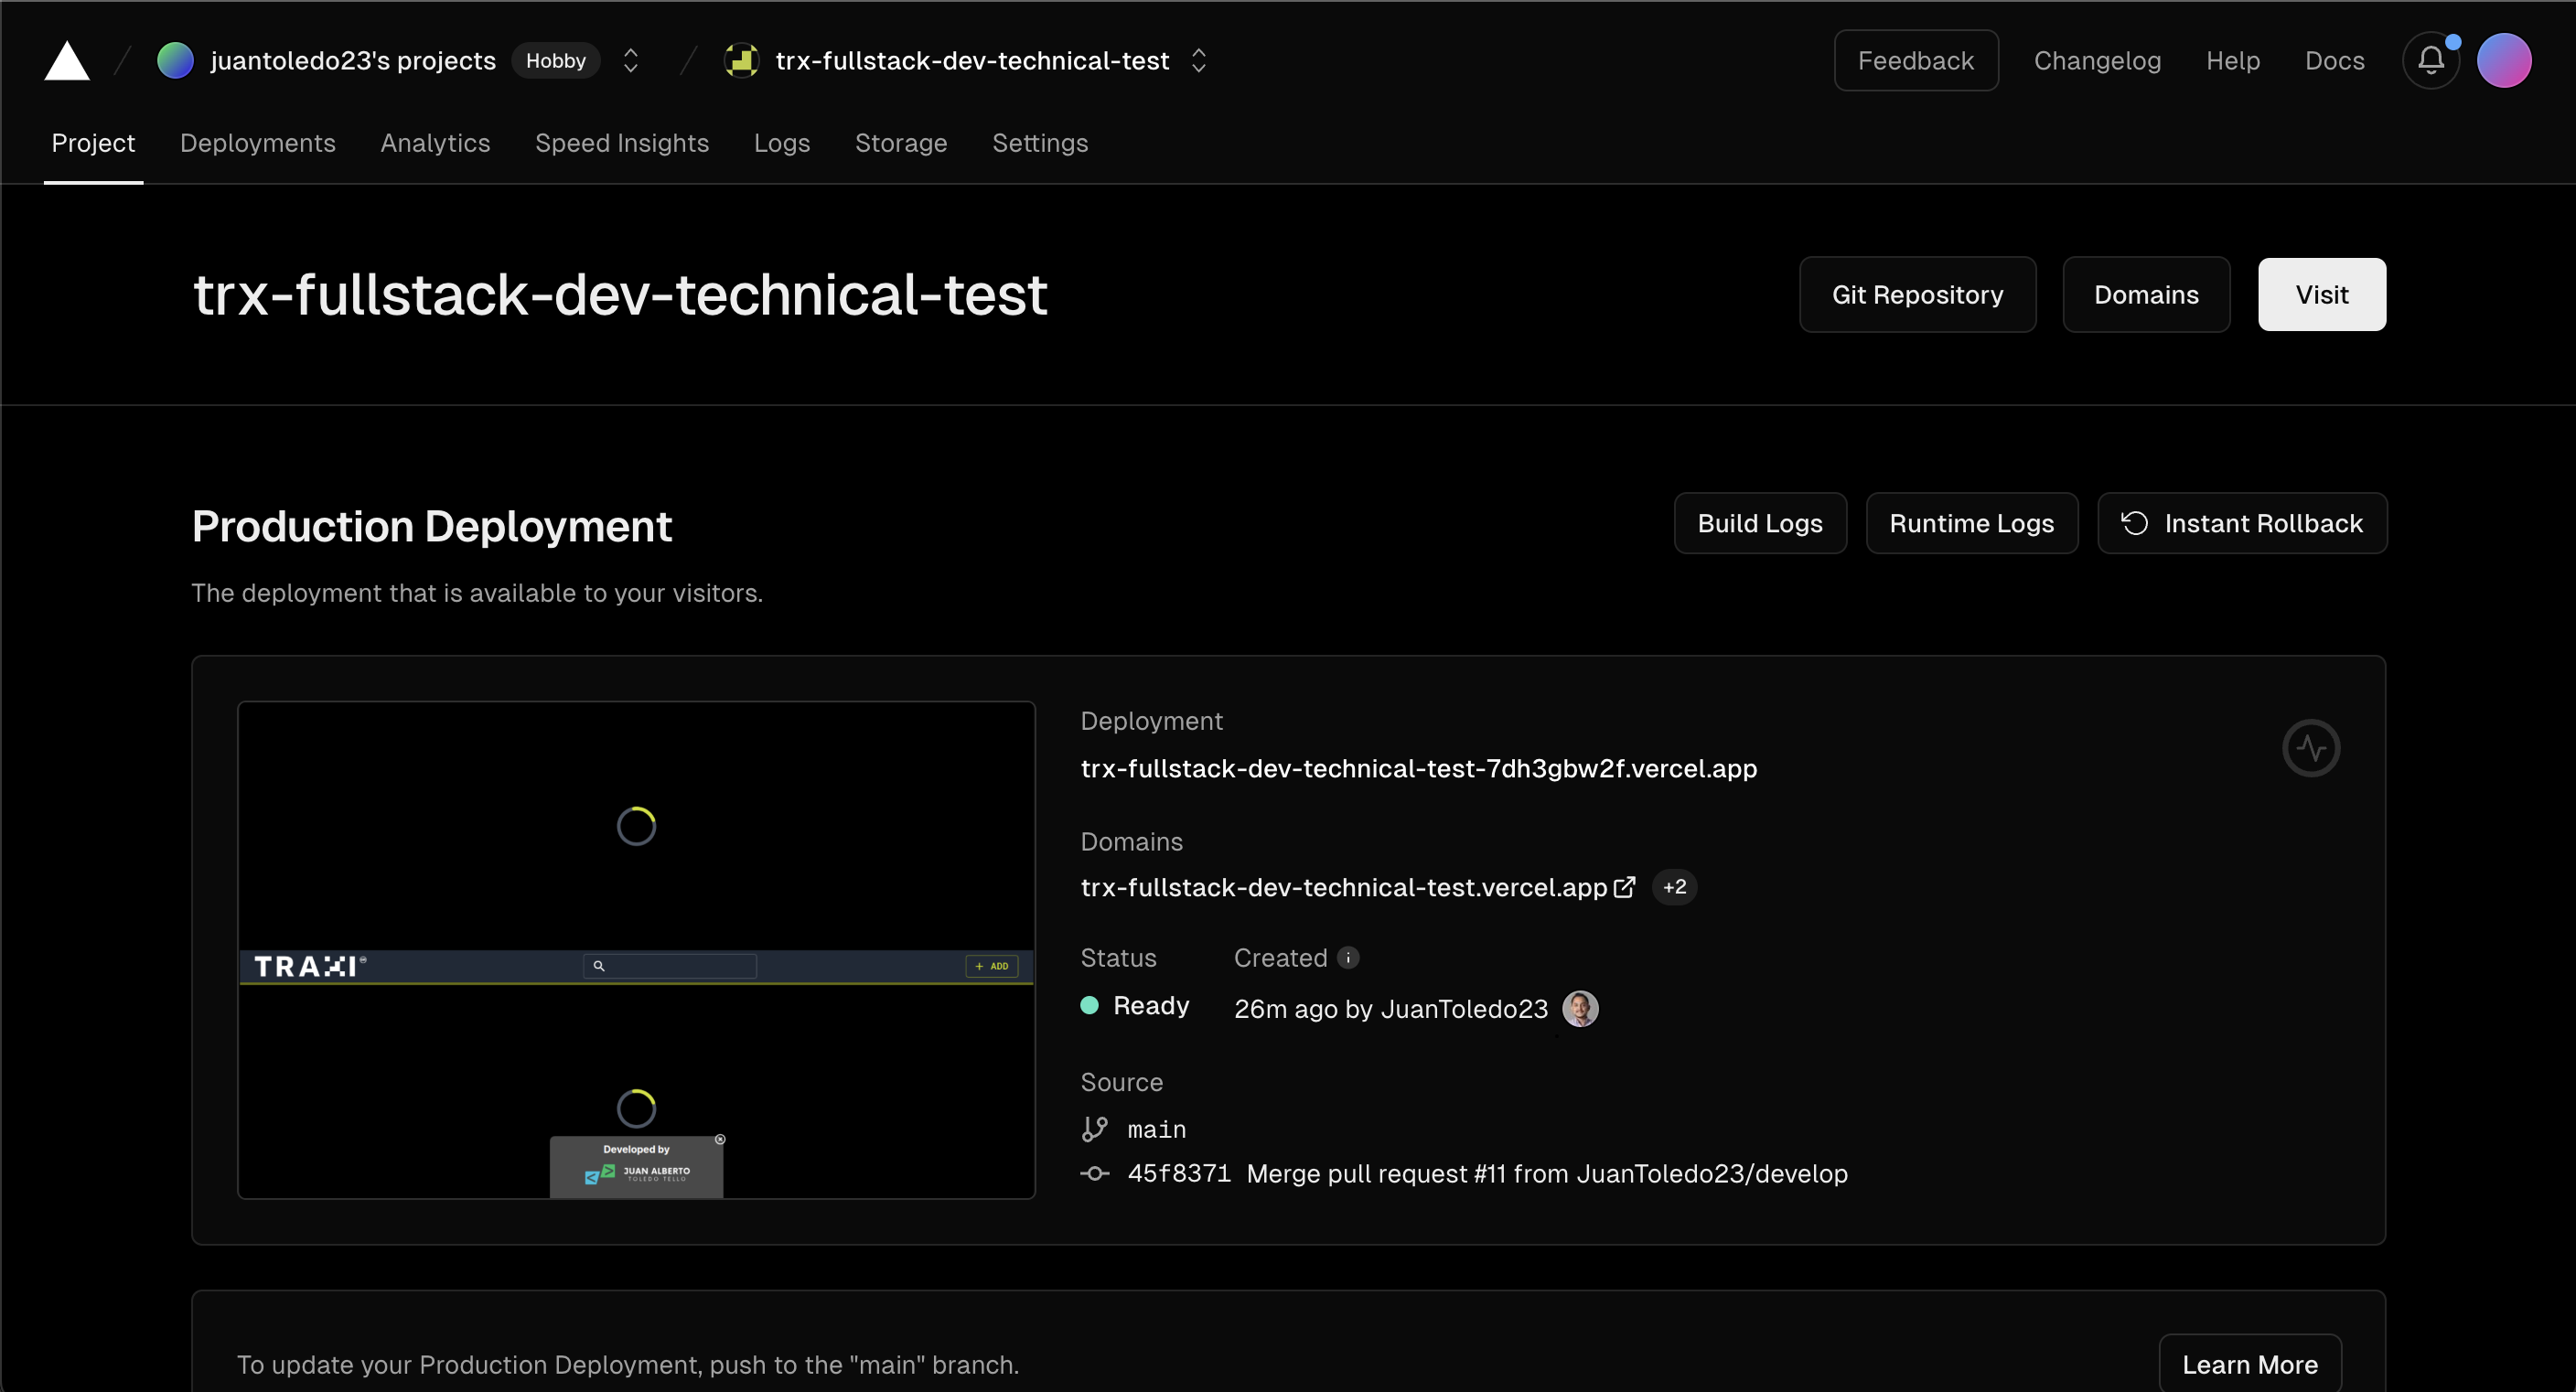 juantoledo23's projects Hobby trx-fullstack-dev-technical-test Feedback Changelog Help Docs
Project Deployments Analytics Speed Insights Logs Storage Settings
trx-fullstack-dev-technical-test Git Repository Domains Visit
Production Deployment Build Logs Runtime Logs Instant Rollback
The deployment that is available to your visitors.
Deployment
trx-fullstack-dev-technical-test-7dh3gbw2f.vercel.app
Domains
trx-fullstack-dev-technical-test.vercel.app +2
Status Created
Ready 26m ago by JuanToledo23
Source
main
45f8371 Merge pull request #11 from JuanToledo23/develop
TRAXI
+ ADD
Developed by
JUAN ALBERTO
TOLEDO TELLO
To update your Production Deployment, push to the "main" branch. Learn More